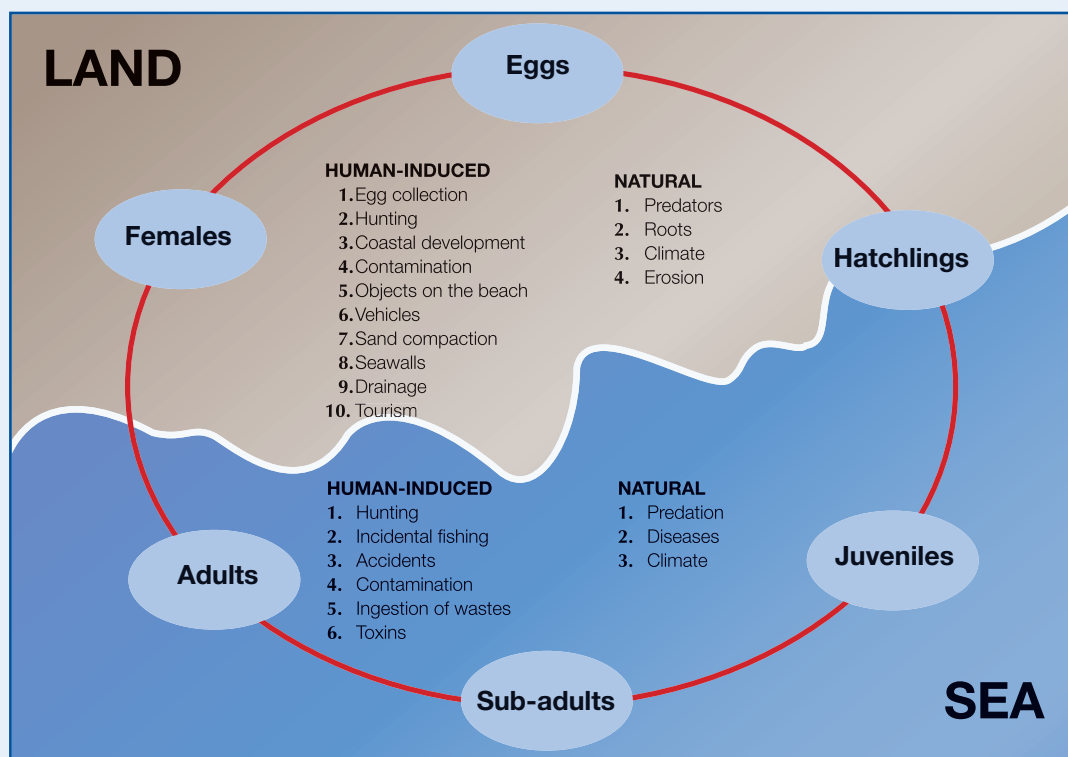 LAND
Eggs
Females
Hatchlings
HUMAN-INDUCED
1. Egg collection
2. Hunting
3. Coastal development
4. Contamination
5. Objects on the beach
6. Vehicles
7. Sand compaction
8. Seawalls
9. Drainage
10. Tourism
NATURAL
1. Predators
2. Roots
3. Climate
4. Erosion
HUMAN-INDUCED
1. Hunting
2. Incidental fishing
3. Accidents
4. Contamination
5. Ingestion of wastes
6. Toxins
NATURAL
1. Predation
2. Diseases
3. Climate
Adults
Juveniles
Sub-adults
SEA